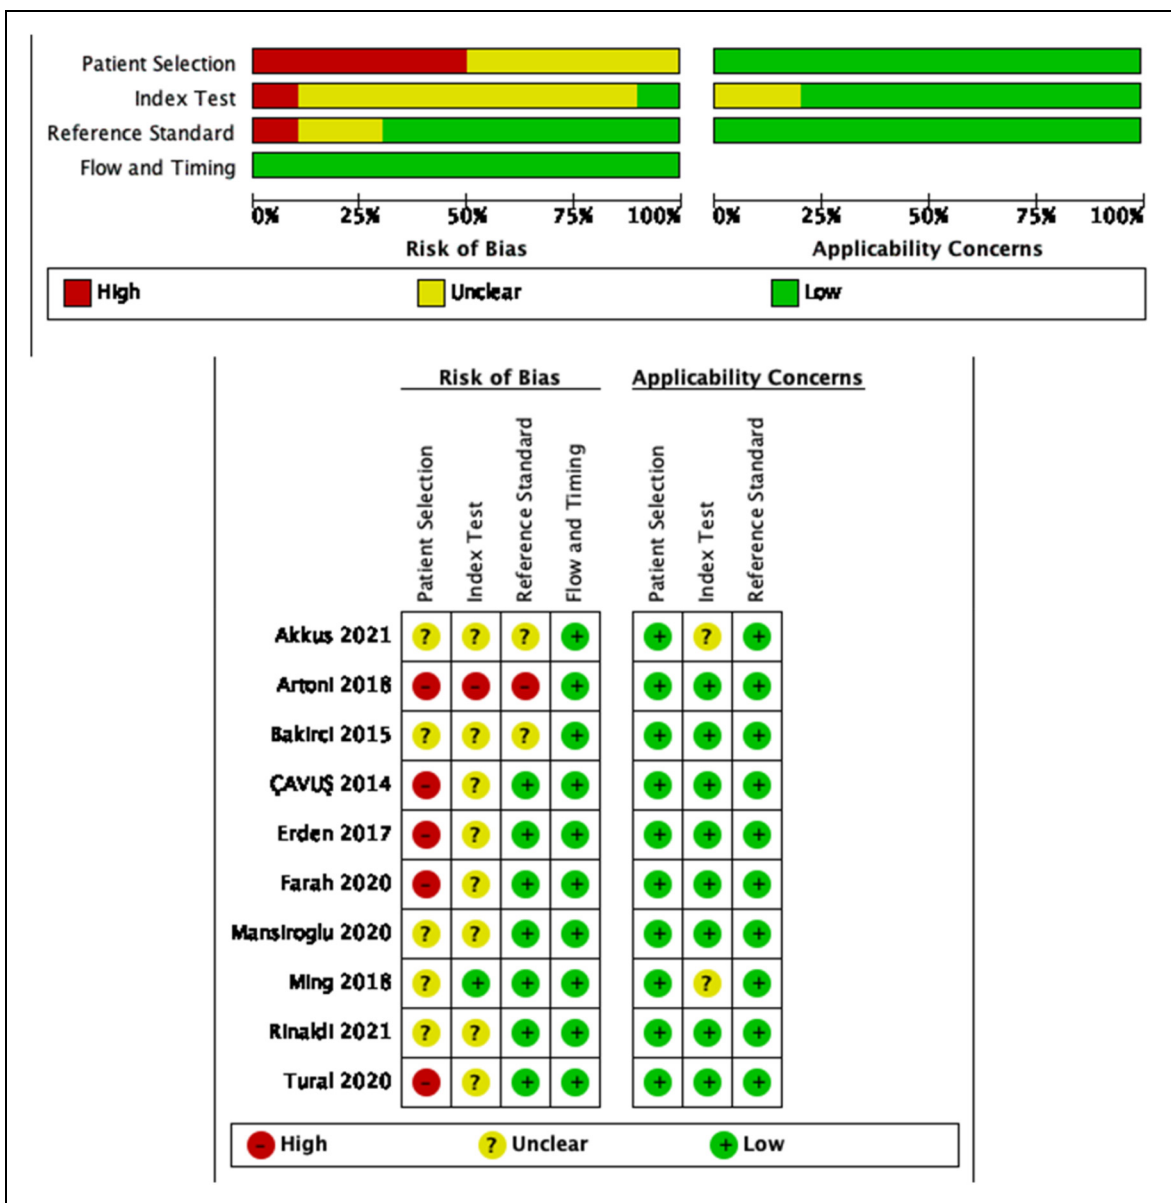 Patient Selection
Index Test
Reference Standard
Flow and Timing
0% 25% 50% 75% 100% 0% 25% 50% 75% 100%
Risk of Bias Applicability Concerns
High Unclear Low
Risk of Bias Applicability Concerns
Patient Selection Index Test Reference Standard Flow and Timing Patient Selection Index Test Reference Standard
Akkus 2021 ? ? ? + + ? +
Artoni 2018 - - - + + + +
Bakirçi 2015 ? ? ? + + + +
ÇAVUŞ 2014 - ? + + + + +
Erden 2017 - ? + + + + +
Farah 2020 - ? + + + + +
Mansiroglu 2020 ? ? + + + + +
Ming 2018 ? + + + + ? +
Rinaldi 2021 ? ? + + + + +
Tural 2020 - ? + + + + +
- High ? Unclear + Low